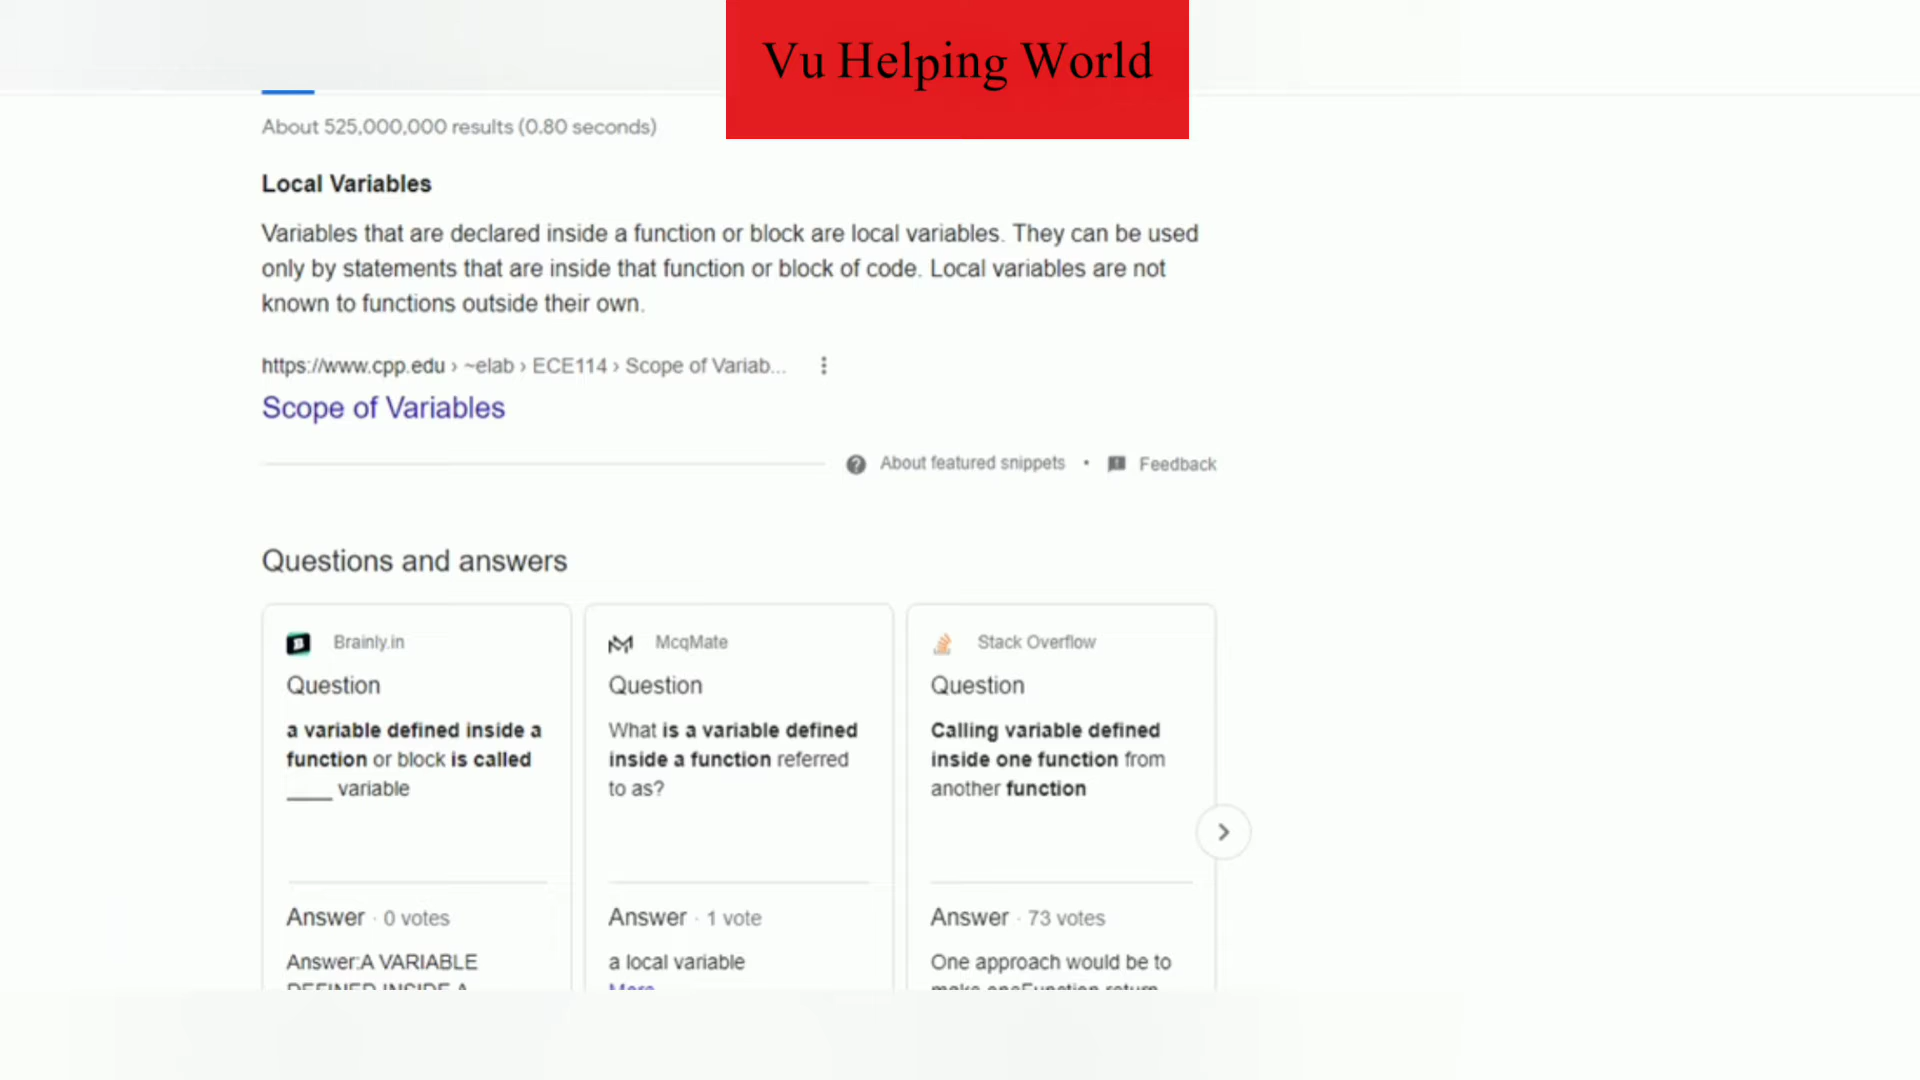 Vu Helping World
About 525,000,000 results (0.80 seconds)
Local Variables
Variables that are declared inside a function or block are local variables. They can be used
only by statements that are inside that function or block of code. Local variables are not
known to functions outside their own.
https://www.cpp.edu › ~elab › ECE114 › Scope of Variab...
Scope of Variables
About featured snippets • Feedback
Questions and answers
Brainly.in
Question
a variable defined inside a
function or block is called
____ variable
Answer · 0 votes
Answer:A VARIABLE
DEFINED INSIDE A
McqMate
Question
What is a variable defined
inside a function referred
to as?
Answer · 1 vote
a local variable
More
Stack Overflow
Question
Calling variable defined
inside one function from
another function
Answer · 73 votes
One approach would be to
make oneFunction return